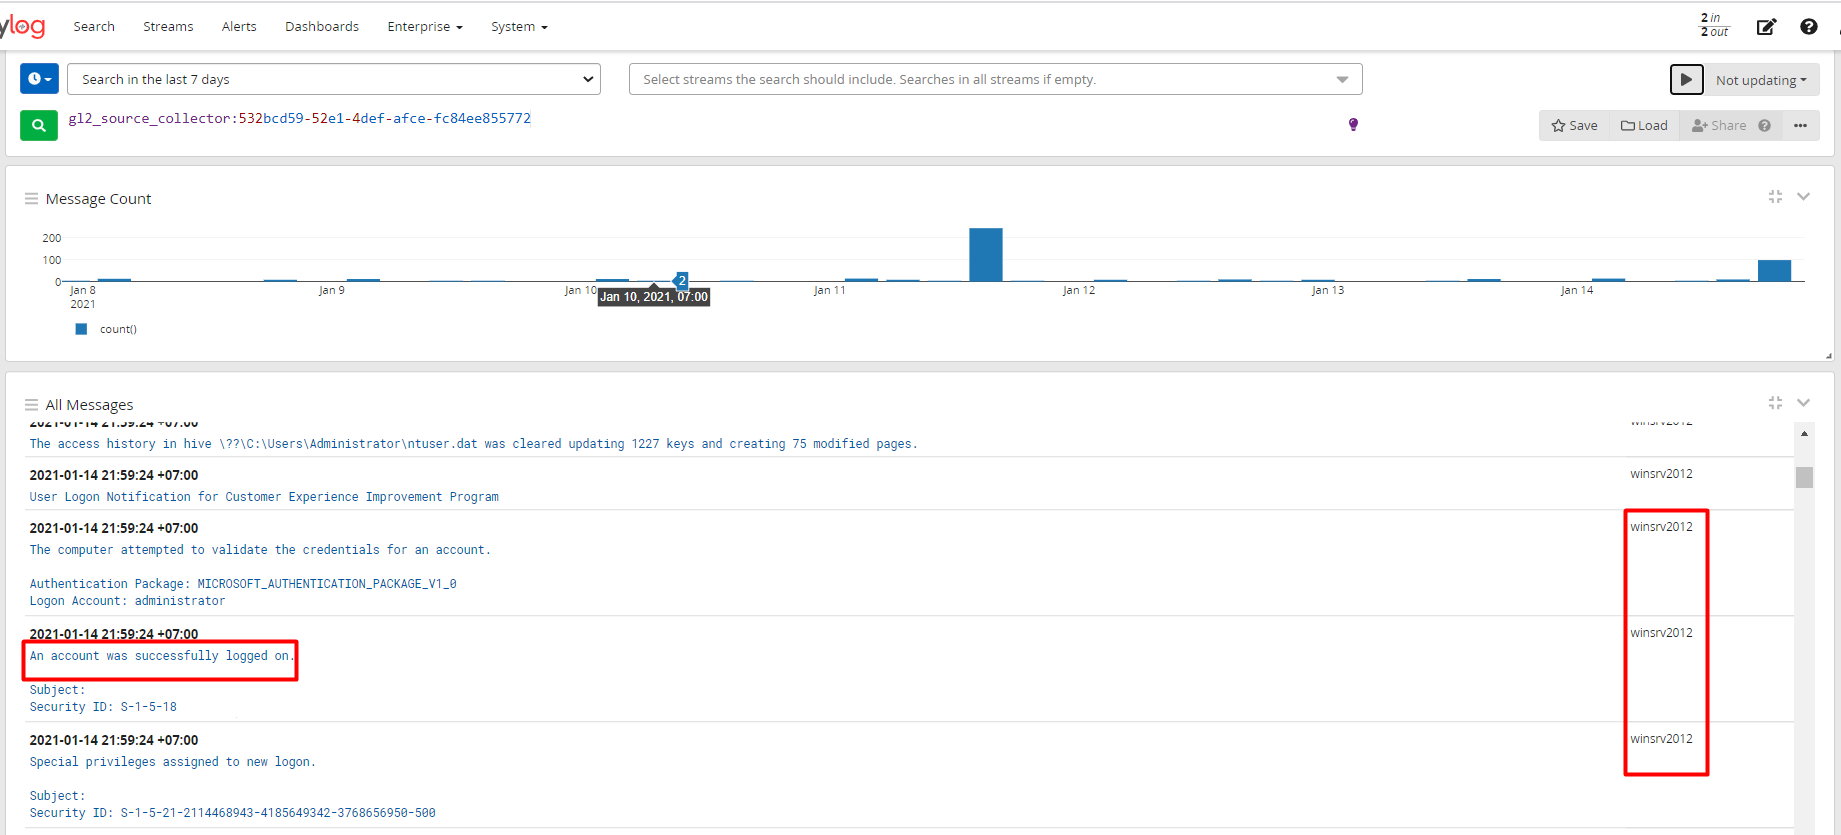 ylog
Search
Streams
Alerts
Dashboards
Enterprise
System
2 in
2 out
Search in the last 7 days
Select streams the search should include. Searches in all streams if empty.
Not updating
gl2_source_collector:532bcd59-52e1-4def-afce-fc84ee855772
Save
Load
Share
Message Count
200
100
0
Jan 8
2021
Jan 9
Jan 10
Jan 11
Jan 12
Jan 13
Jan 14
2
Jan 10, 2021, 07:00
count()
All Messages
2021-01-14 21:59:24 +07:00
winsrv2012
The access history in hive \??\C:\Users\Administrator\ntuser.dat was cleared updating 1227 keys and creating 75 modified pages.
2021-01-14 21:59:24 +07:00
winsrv2012
User Logon Notification for Customer Experience Improvement Program
2021-01-14 21:59:24 +07:00
winsrv2012
The computer attempted to validate the credentials for an account.
Authentication Package: MICROSOFT_AUTHENTICATION_PACKAGE_V1_0
Logon Account: administrator
2021-01-14 21:59:24 +07:00
winsrv2012
An account was successfully logged on.
Subject:
Security ID: S-1-5-18
2021-01-14 21:59:24 +07:00
winsrv2012
Special privileges assigned to new logon.
Subject:
Security ID: S-1-5-21-2114468943-4185649342-3768656950-500